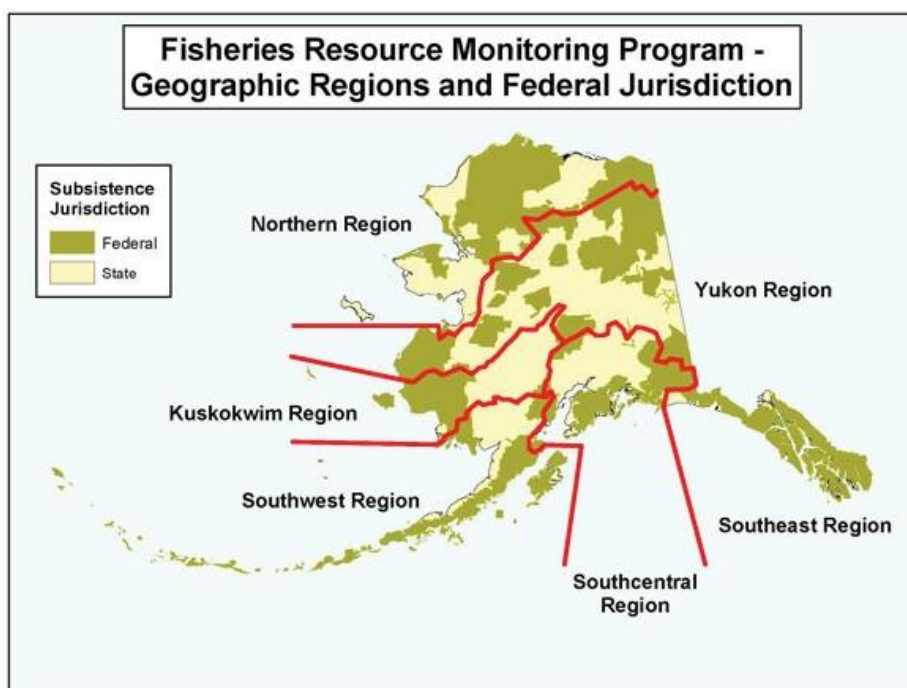 Fisheries Resource Monitoring Program -
Geographic Regions and Federal Jurisdiction
Subsistence
Jurisdiction
Federal
State
Northern Region
Yukon Region
Kuskokwim Region
Southwest Region
Southeast Region
Southcentral
Region